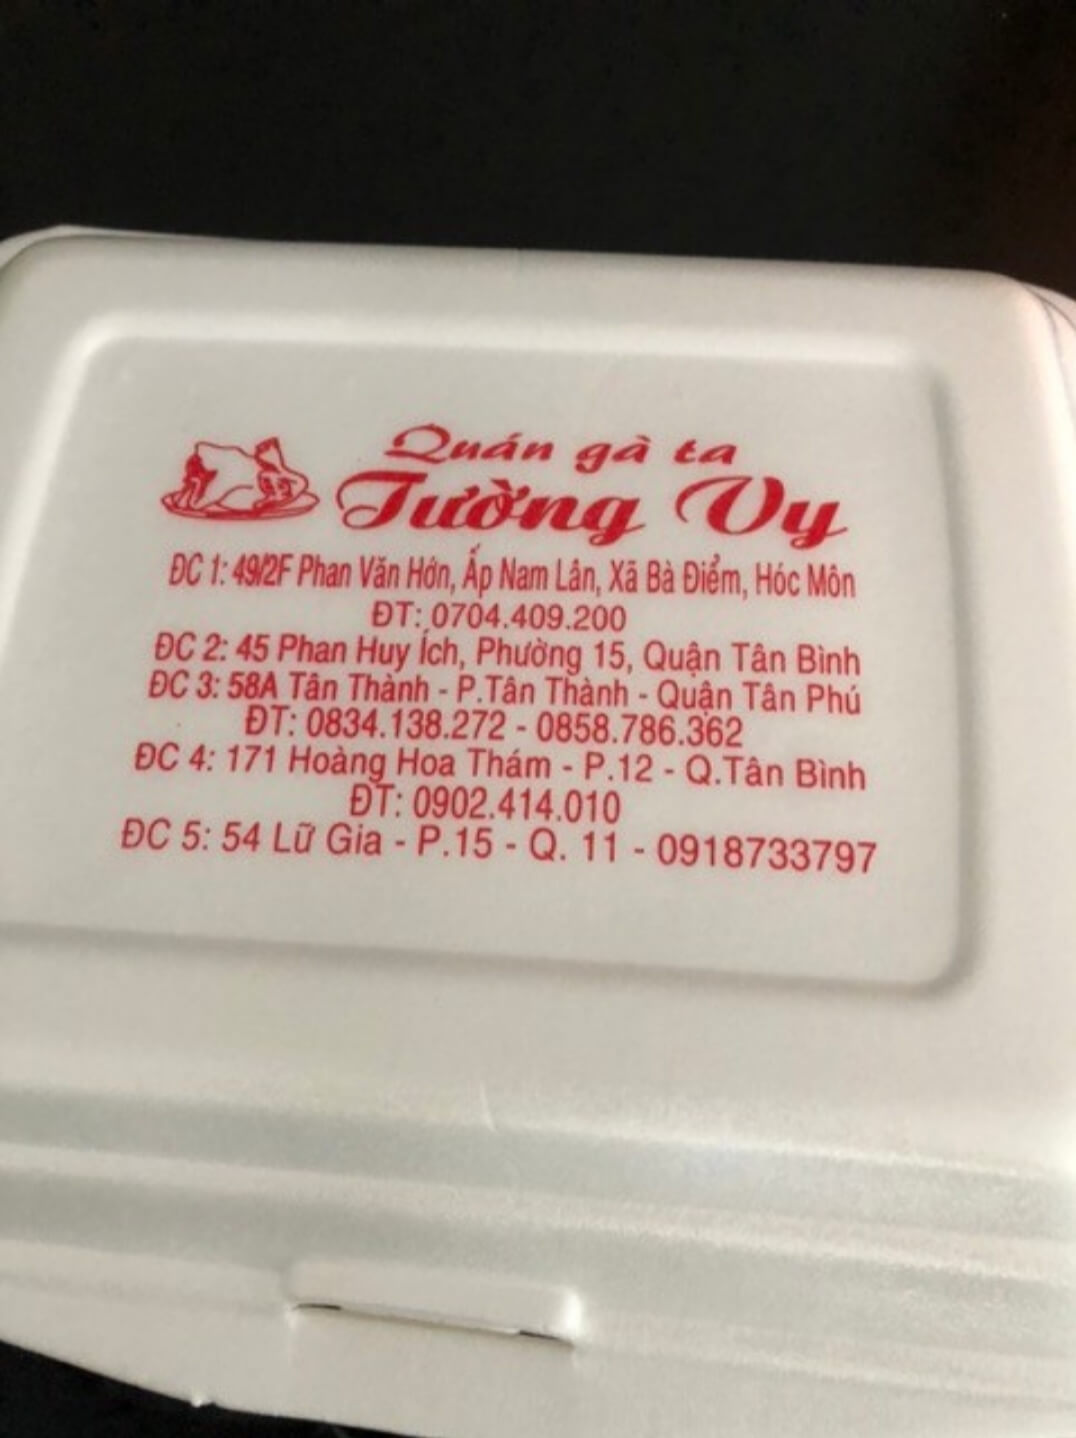 Quán gà ta
Tường Vy
ĐC 1: 49/2F Phan Văn Hớn, Ấp Nam Lân, Xã Bà Điểm, Hóc Môn
ĐT: 0704.409.200
ĐC 2: 45 Phan Huy Ích, Phường 15, Quận Tân Bình
ĐC 3: 58A Tân Thành - P.Tân Thành - Quận Tân Phú
ĐT: 0834.138.272 - 0858.786.362
ĐC 4: 171 Hoàng Hoa Thám - P.12 - Q.Tân Bình
ĐT: 0902.414.010
ĐC 5: 54 Lữ Gia - P.15 - Q. 11 - 0918733797